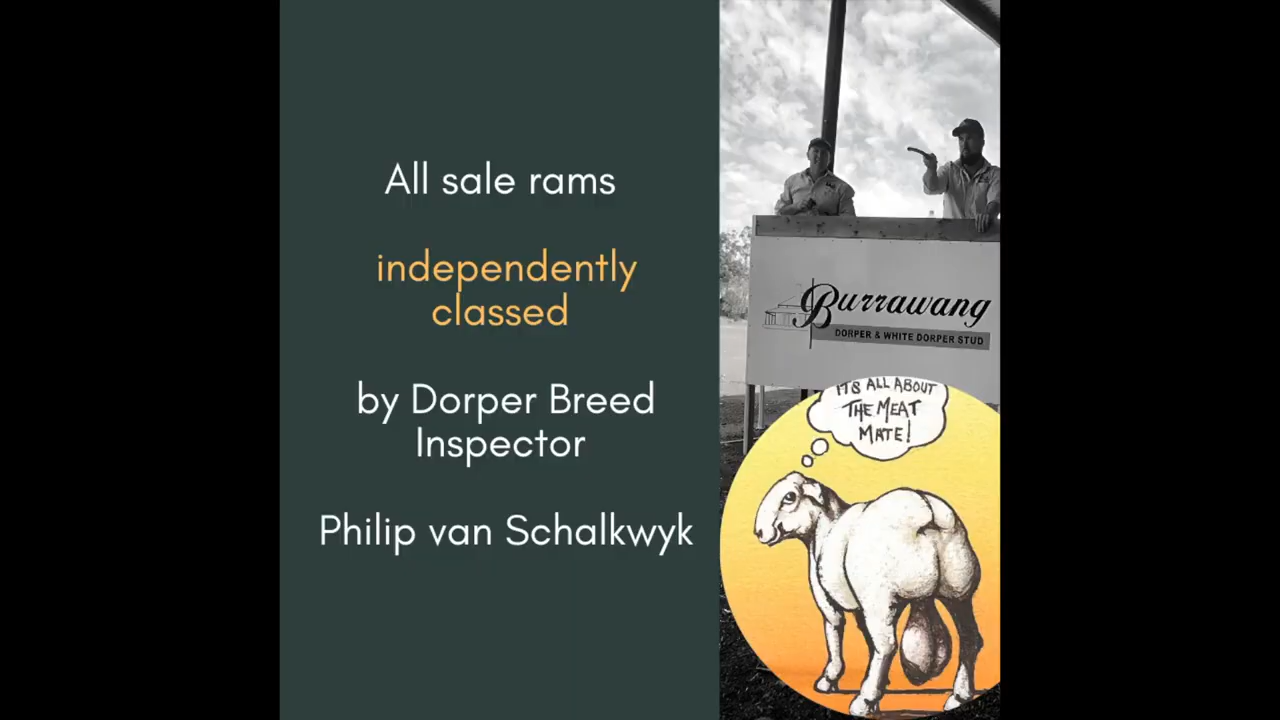 All sale rams
independently
classed
by Dorper Breed
Inspector
Philip van Schalkwyk
Burrawang
DORPER & WHITE DORPER STUD
IT'S ALL ABOUT
THE MEAT
MATE!